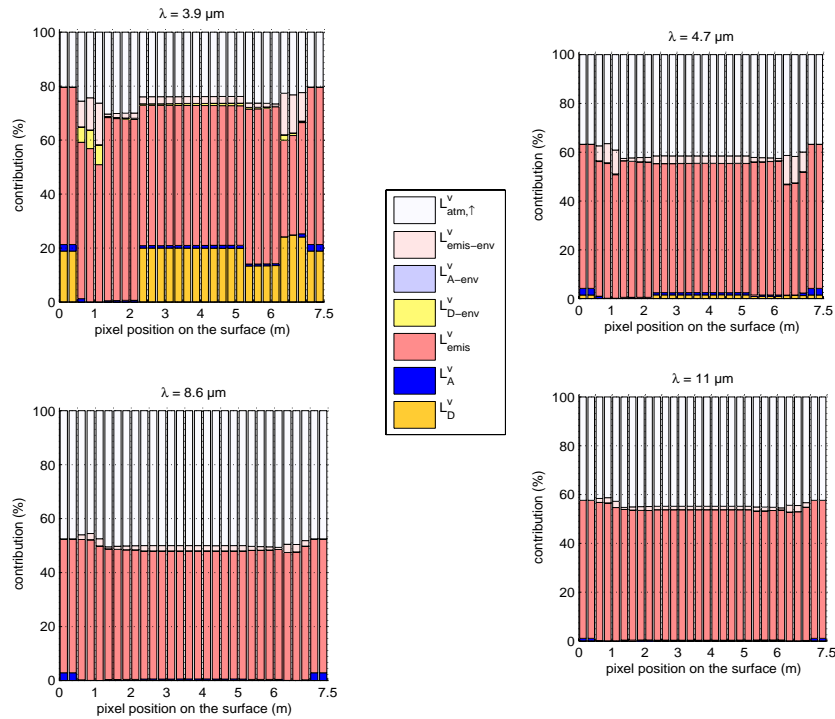 λ = 3.9 µm
100
80
60
40
20
0
contribution (%)
0 1 2 3 4 5 6 7.5
pixel position on the surface (m)
λ = 4.7 µm
100
80
60
40
20
0
contribution (%)
0 1 2 3 4 5 6 7.5
pixel position on the surface (m)
L^v_atm,↑
L^v_emis−env
L^v_A−env
L^v_D−env
L^v_emis
L^v_A
L^v_D
λ = 8.6 µm
100
80
60
40
20
0
contribution (%)
0 1 2 3 4 5 6 7.5
pixel position on the surface (m)
λ = 11 µm
100
80
60
40
20
0
contribution (%)
0 1 2 3 4 5 6 7.5
pixel position on the surface (m)